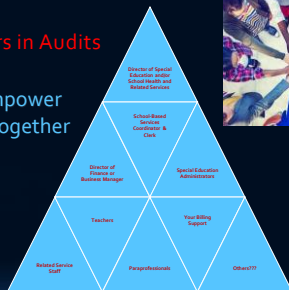 rs in Audits
mpower
ogether
Director of Special
Education and/or
School Health and
Related Services
School-Based
Services
Coordinator &
Clerk
Director of
Finance or
Business Manager
Special Education
Administrators
Teachers
Your Billing
Support
Related Service
Staff
Paraprofessionals
Others???